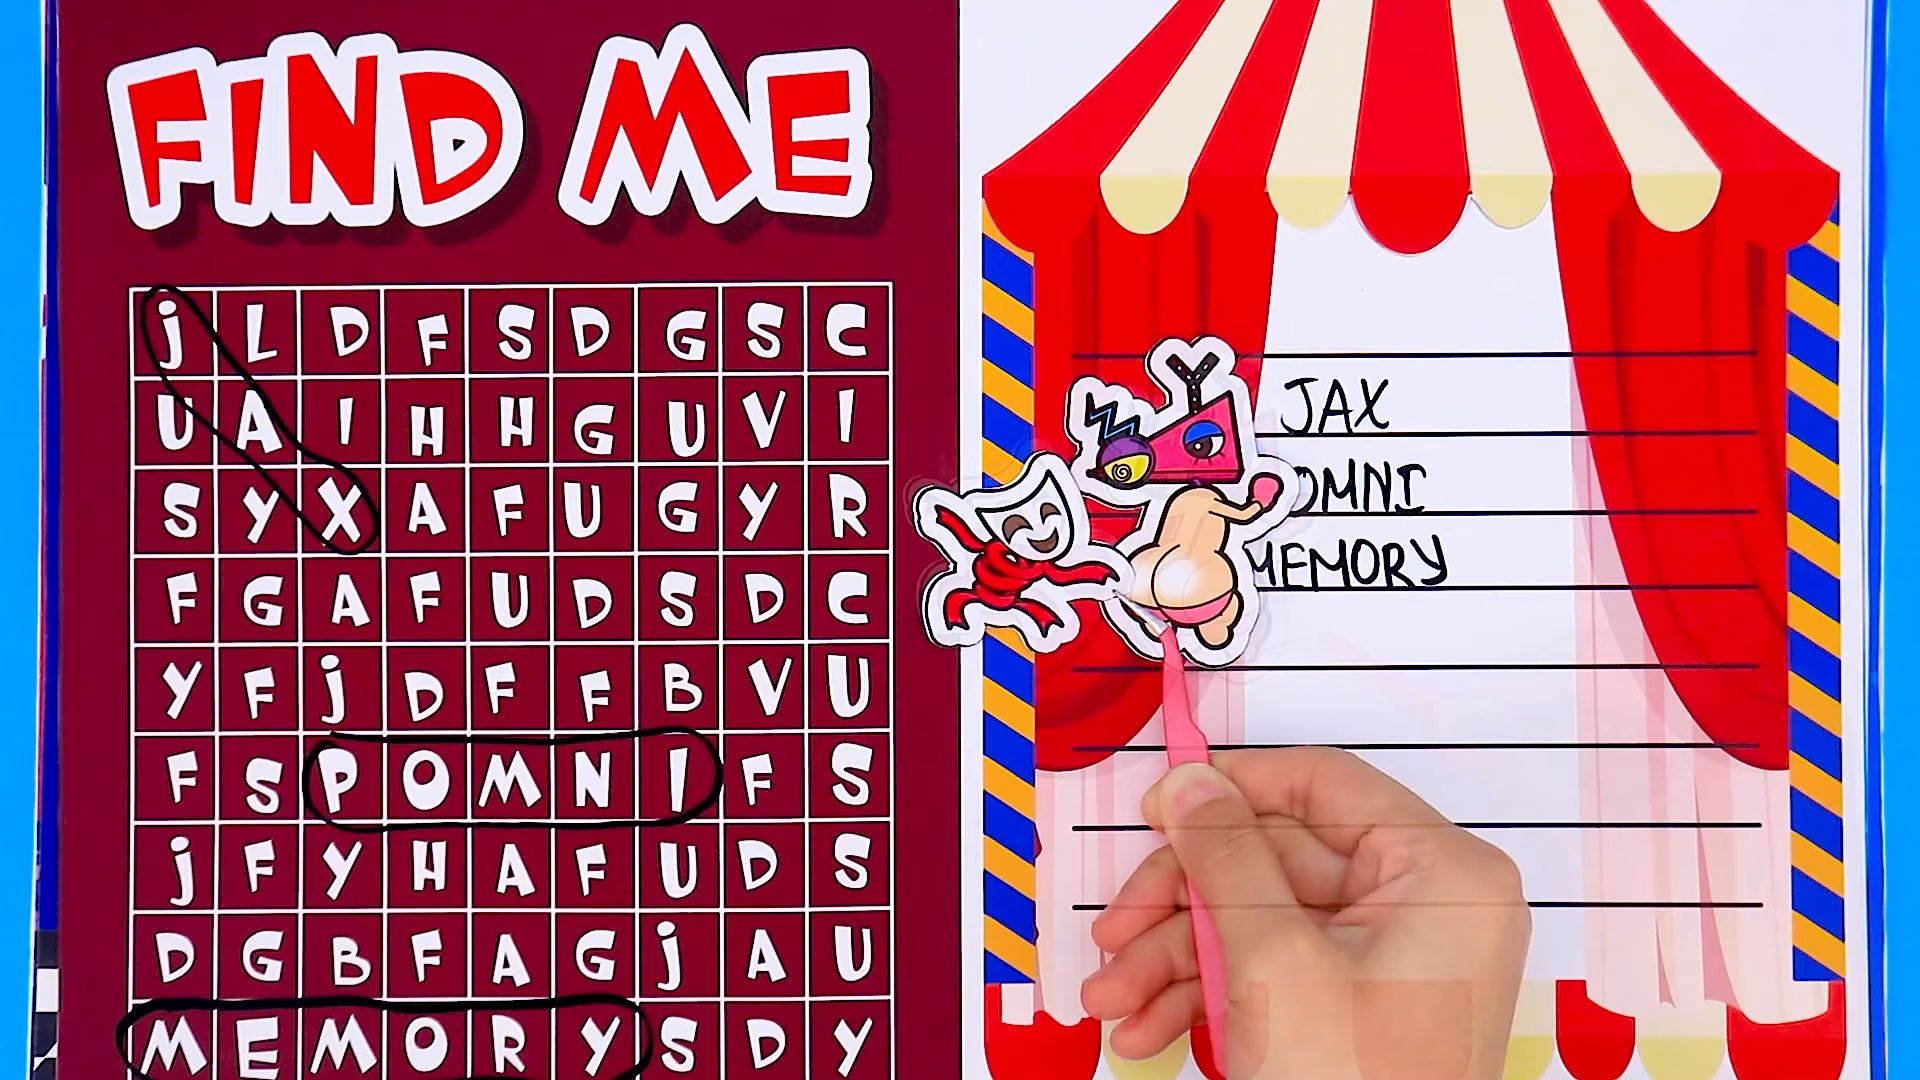 FIND ME
j L D F S D G S C
U A I H H G U V I
S Y X A F U G Y R
F G A F U D S D C
Y F j D F F B V U
F S P O M N I F S
j F Y H A F U D S
D G B F A G j A U
M E M O R Y S D Y
JAX
OMNI
MEMORY